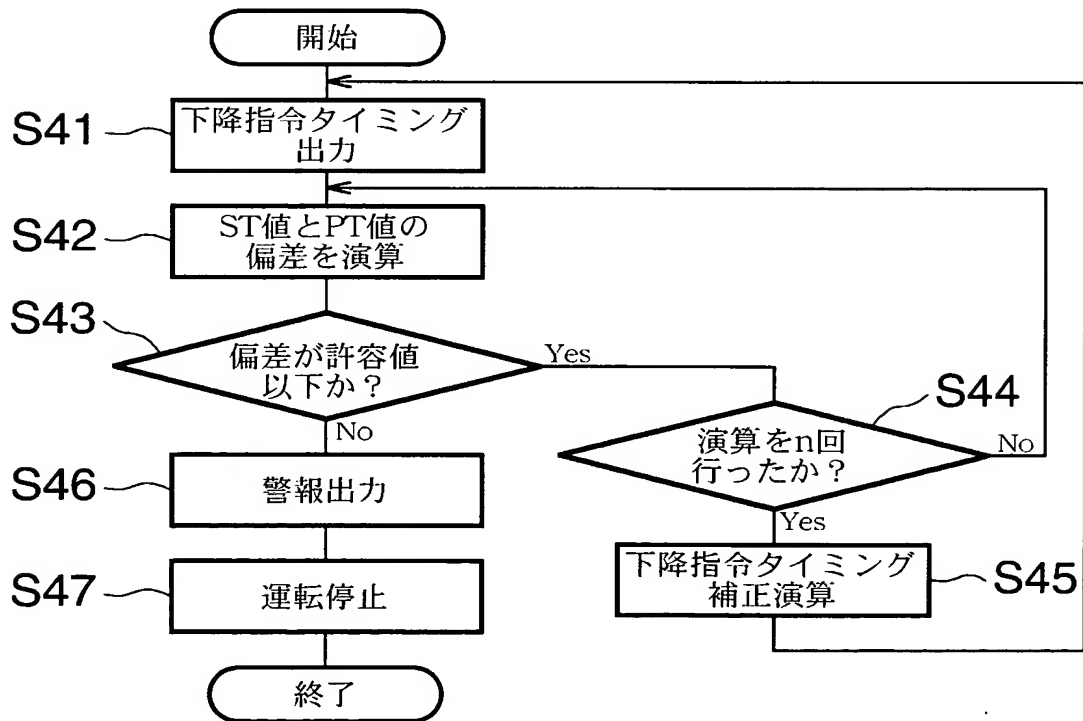 開始
S41
下降指令タイミング
出力
S42
ST値とPT値の
偏差を演算
S43
偏差が許容値
以下か？
Yes
No
S44
演算をn回
行ったか？
No
Yes
S45
下降指令タイミング
補正演算
S46
警報出力
S47
運転停止
終了